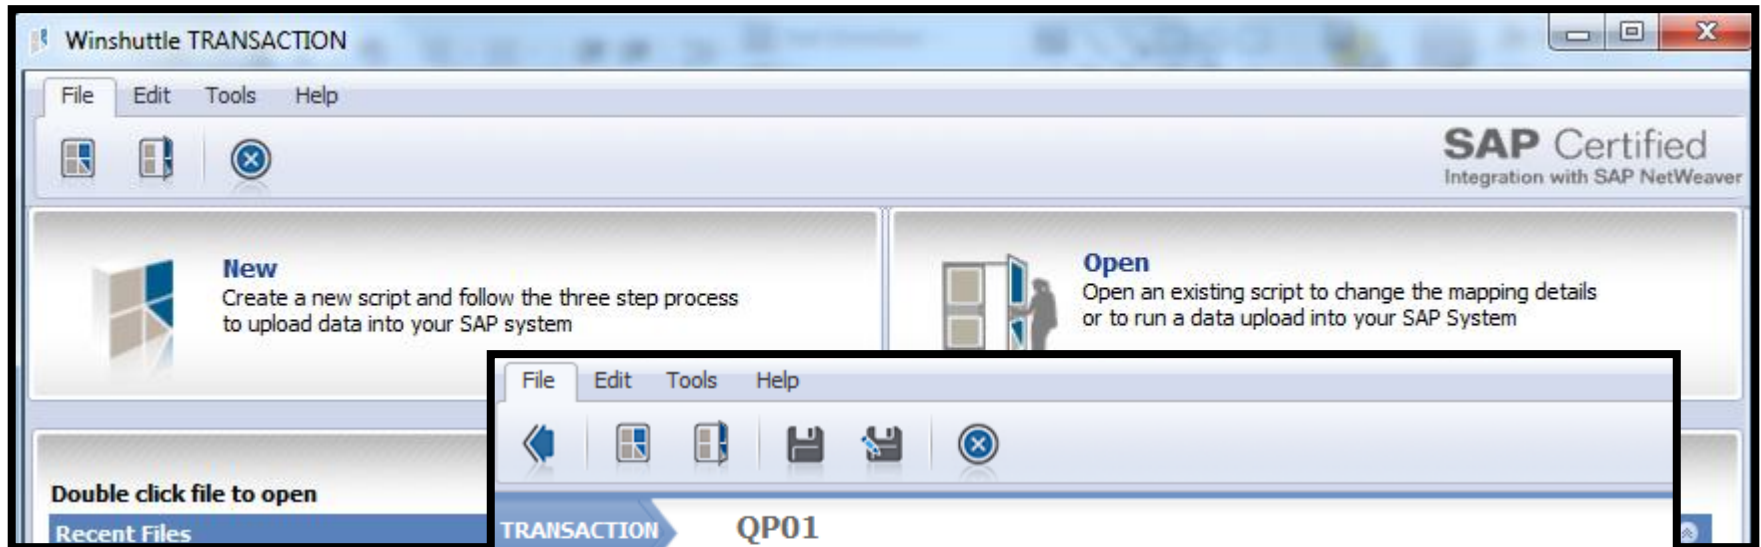 Winshuttle TRANSACTION
File Edit Tools Help
SAP Certified
Integration with SAP NetWeaver
New
Create a new script and follow the three step process
to upload data into your SAP system
Open
Open an existing script to change the mapping details
or to run a data upload into your SAP System
Double click file to open
Recent Files
File Edit Tools Help
TRANSACTION QP01